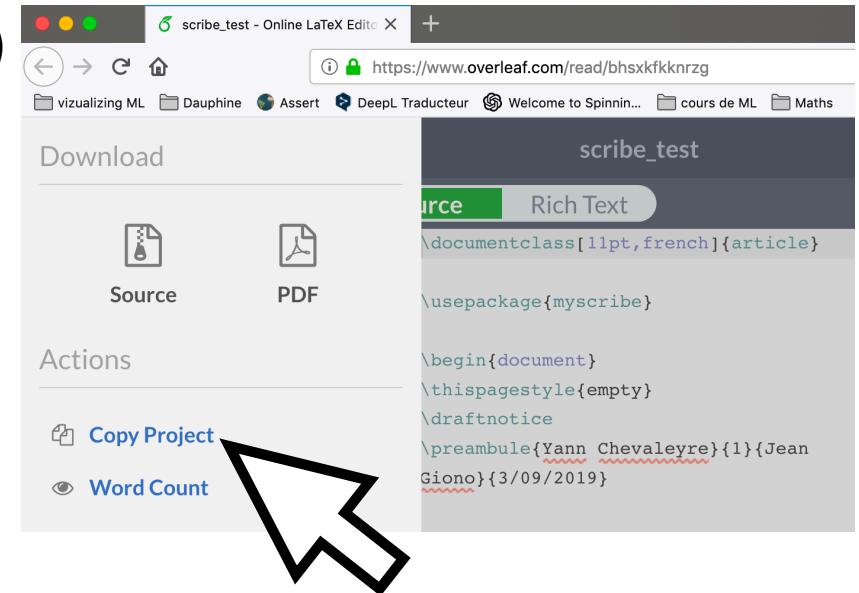 )
scribe_test - Online LaTeX Edito
https://www.overleaf.com/read/bhsxkfkknrzg
vizualizing ML Dauphine Assert DeepL Traducteur Welcome to Spinnin... cours de ML Maths
Download
scribe_test
urce Rich Text
Source PDF
Actions
Copy Project
Word Count
\documentclass[11pt,french]{article}
\usepackage{myscribe}
\begin{document}
\thispagestyle{empty}
\draftnotice
\preambule{Yann Chevaleyre}{1}{Jean
Giono}{3/09/2019}